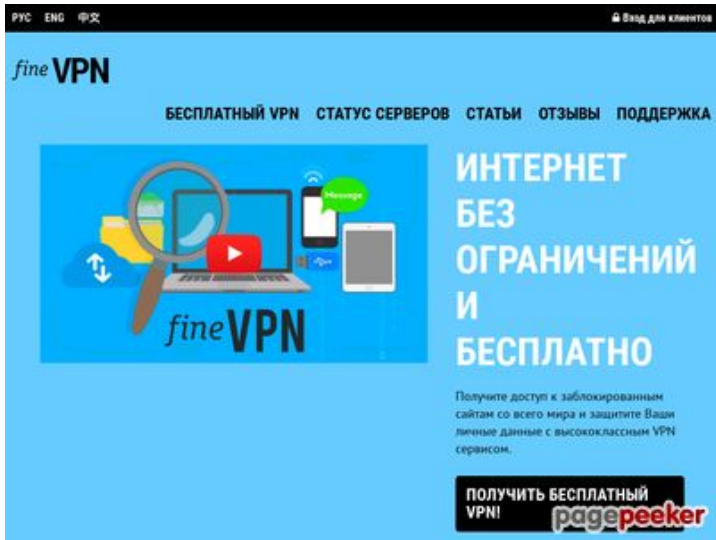 РУС ENG 中文
Вход для клиентов
fine VPN
БЕСПЛАТНЫЙ VPN СТАТУС СЕРВЕРОВ СТАТЬИ ОТЗЫВЫ ПОДДЕРЖКА
Message
fine VPN
ИНТЕРНЕТ
БЕЗ
ОГРАНИЧЕНИЙ
И
БЕСПЛАТНО
Получите доступ к заблокированным
сайтам со всего мира и защитите Ваши
личные данные с высококлассным VPN
сервисом.
ПОЛУЧИТЬ БЕСПЛАТНЫЙ
VPN!
pagepeeker